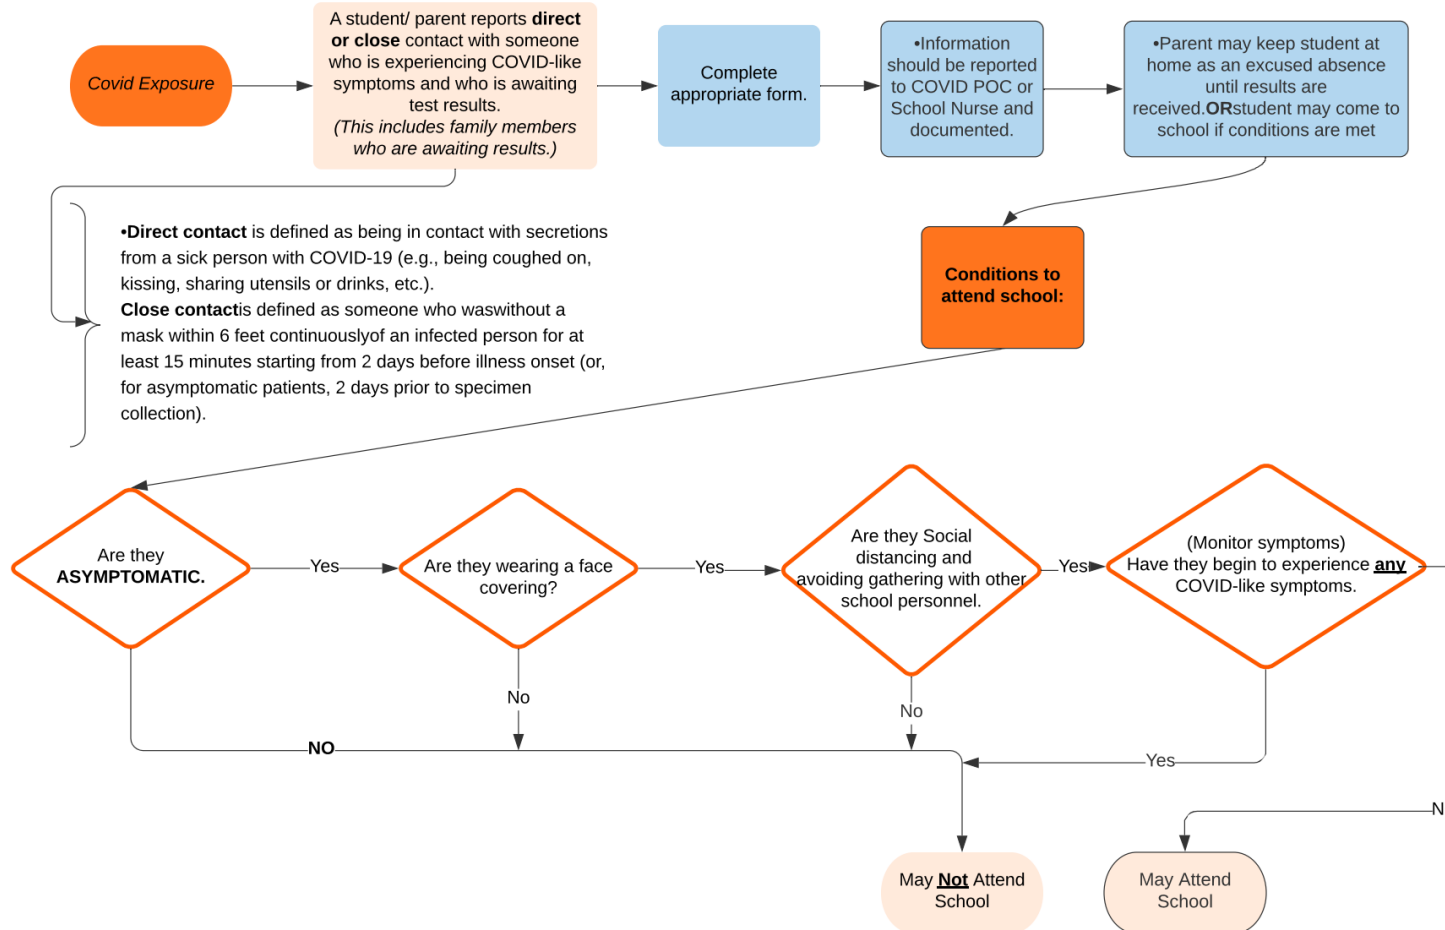 Covid Exposure
A student/ parent reports direct
or close contact with someone
who is experiencing COVID-like
symptoms and who is awaiting
test results.
(This includes family members
who are awaiting results.)
Complete
appropriate form.
•Information
should be reported
to COVID POC or
School Nurse and
documented.
•Parent may keep student at
home as an excused absence
until results are
received.ORstudent may come to
school if conditions are met
•Direct contact is defined as being in contact with secretions
from a sick person with COVID-19 (e.g., being coughed on,
kissing, sharing utensils or drinks, etc.).
Close contactis defined as someone who waswithout a
mask within 6 feet continuouslyof an infected person for at
least 15 minutes starting from 2 days before illness onset (or,
for asymptomatic patients, 2 days prior to specimen
collection).
Conditions to
attend school:
Are they
ASYMPTOMATIC.
Yes
Are they wearing a face
covering?
Yes
Are they Social
distancing and
avoiding gathering with other
school personnel.
Yes
(Monitor symptoms)
Have they begin to experience any
COVID-like symptoms.
No
No
NO
Yes
N
May Not Attend
School
May Attend
School